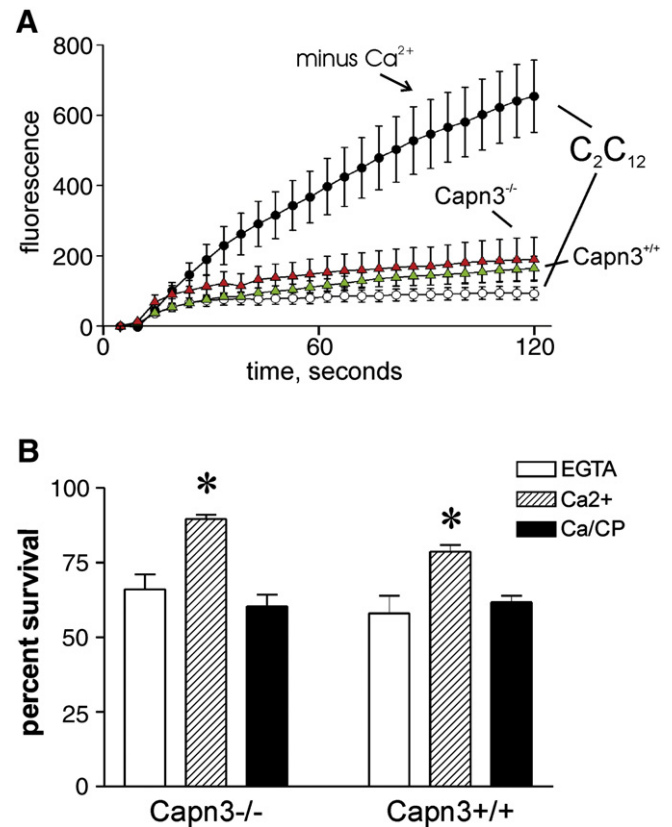 A
800
600
400
200
0
fluorescence
minus Ca²⁺
C₂C₁₂
Capn3⁻/⁻
Capn3⁺/⁺
0
60
120
time, seconds
B
100
75
50
25
0
percent survival
*
*
EGTA
Ca2+
Ca/CP
Capn3-/-
Capn3+/+